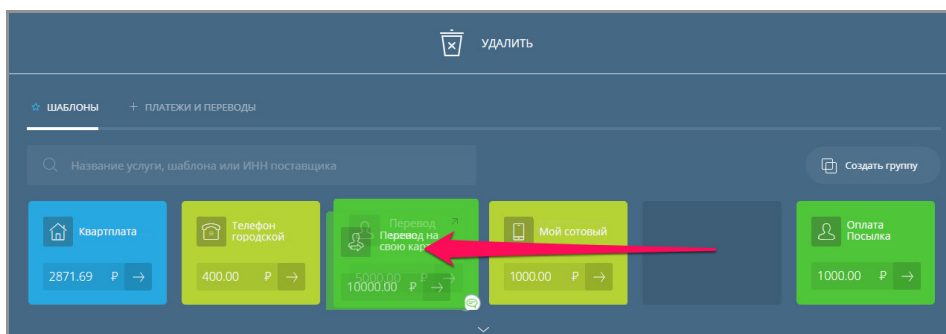 УДАЛИТЬ
ШАБЛОНЫ + ПЛАТЕЖИ И ПЕРЕВОДЫ
Название услуги, шаблона или ИНН поставщика
Создать группу
Квартплата
Телефон
городской
Перевод
Перевод на
свою
Мой сотовый
Оплата
Посылка
2871.69 ₽ →
400.00 ₽ →
5000.00 ₽ →
10000.00 ₽ →
1000.00 ₽ →
1000.00 ₽ →